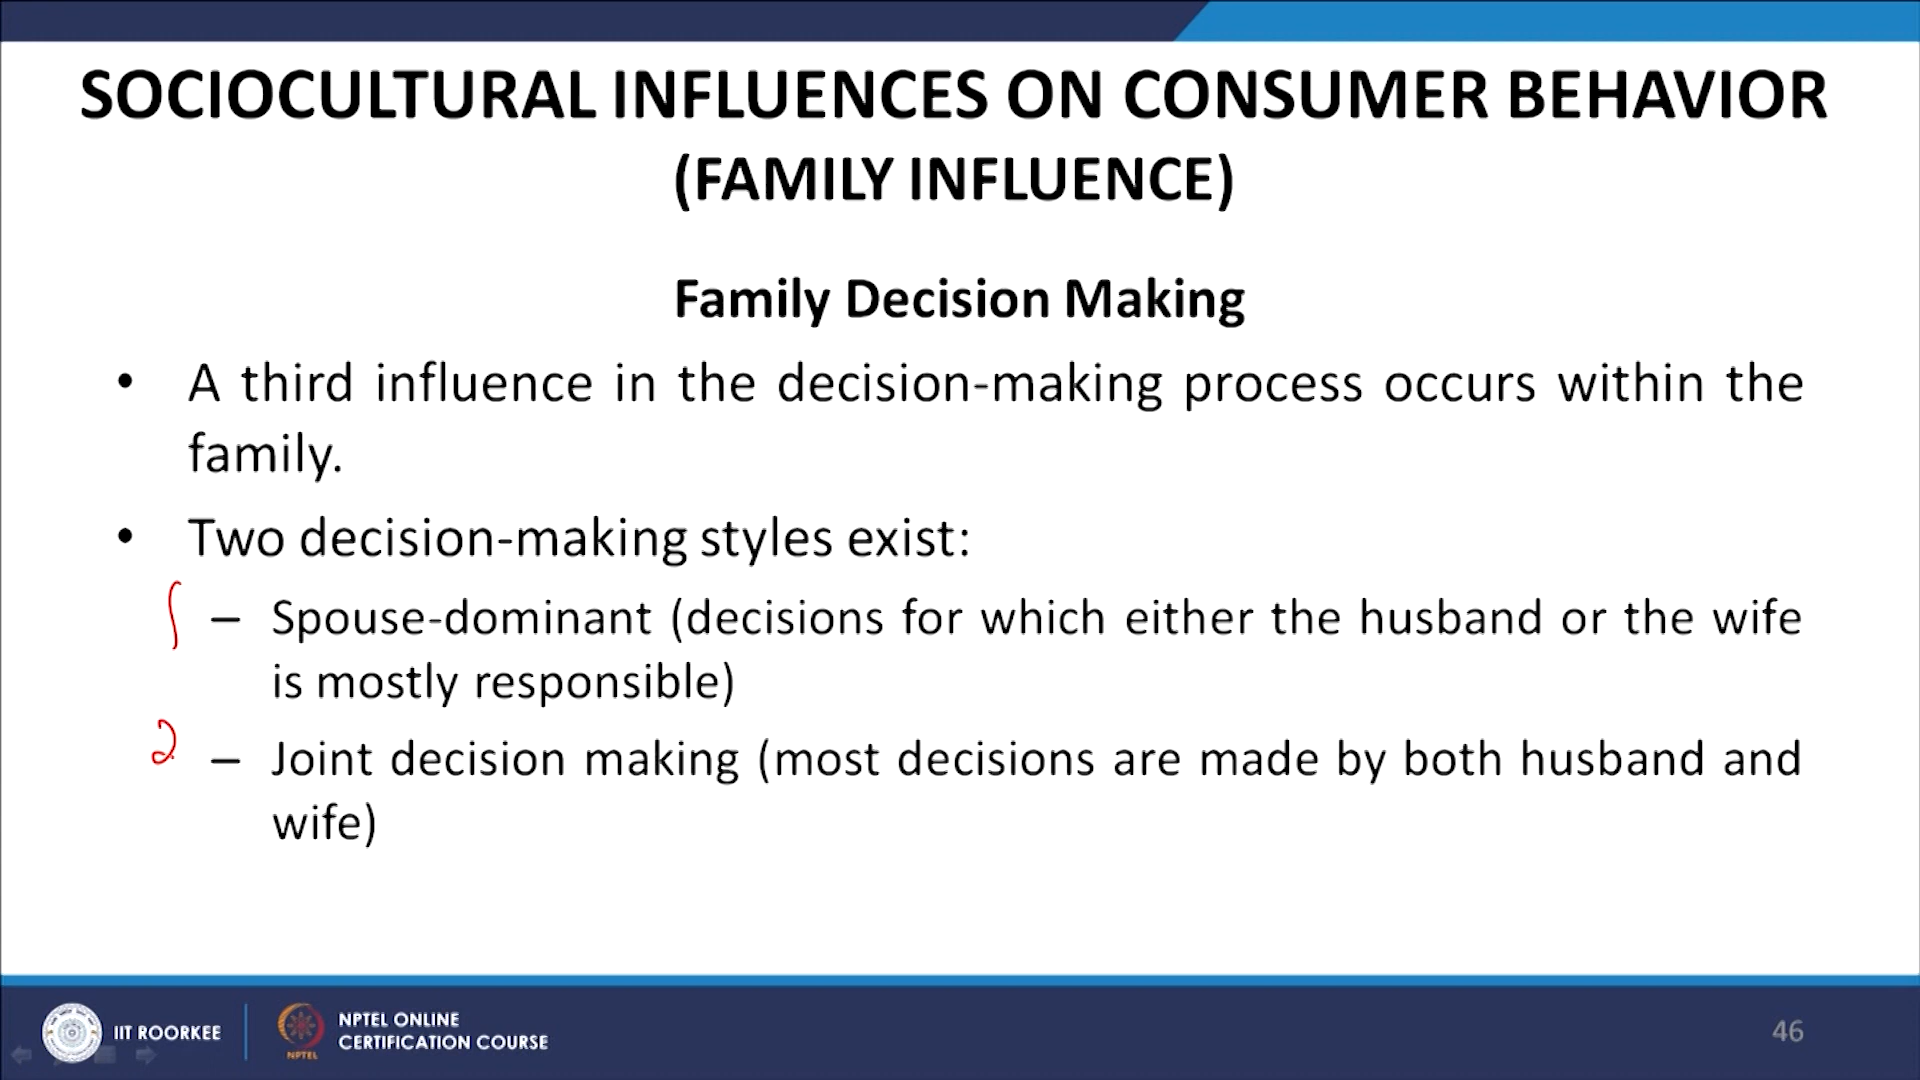 SOCIOCULTURAL INFLUENCES ON CONSUMER BEHAVIOR
(FAMILY INFLUENCE)
Family Decision Making
• A third influence in the decision-making process occurs within the
family.
• Two decision-making styles exist:
1 – Spouse-dominant (decisions for which either the husband or the wife
is mostly responsible)
2 – Joint decision making (most decisions are made by both husband and
wife)
IIT ROORKEE
NPTEL
NPTEL ONLINE
CERTIFICATION COURSE
46